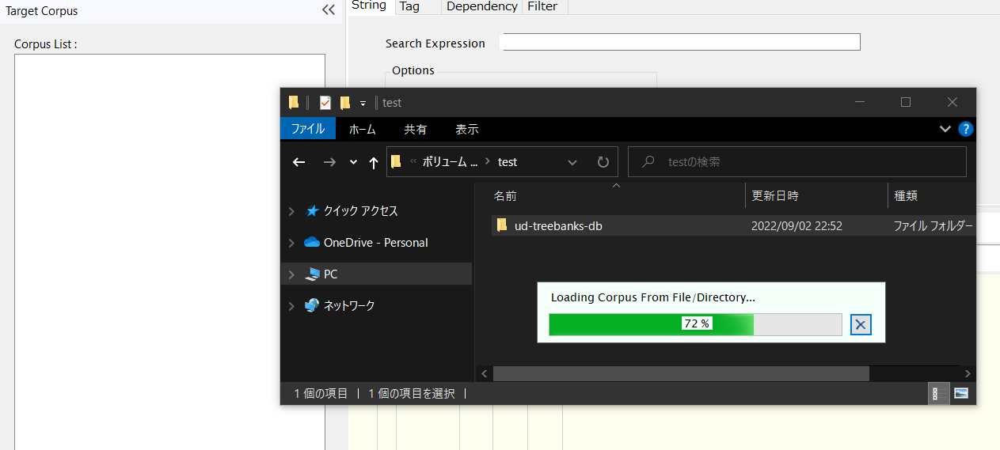 Target Corpus
String Tag Dependency Filter
Corpus List :
Search Expression
Options
test
ファイル ホーム 共有 表示
ボリューム ... test
testの検索
名前 更新日時 種類
クイック アクセス
ud-treebanks-db 2022/09/02 22:52 ファイル フォルダー
OneDrive - Personal
PC
ネットワーク
Loading Corpus From File/Directory...
72 %
1 個の項目 1 個の項目を選択